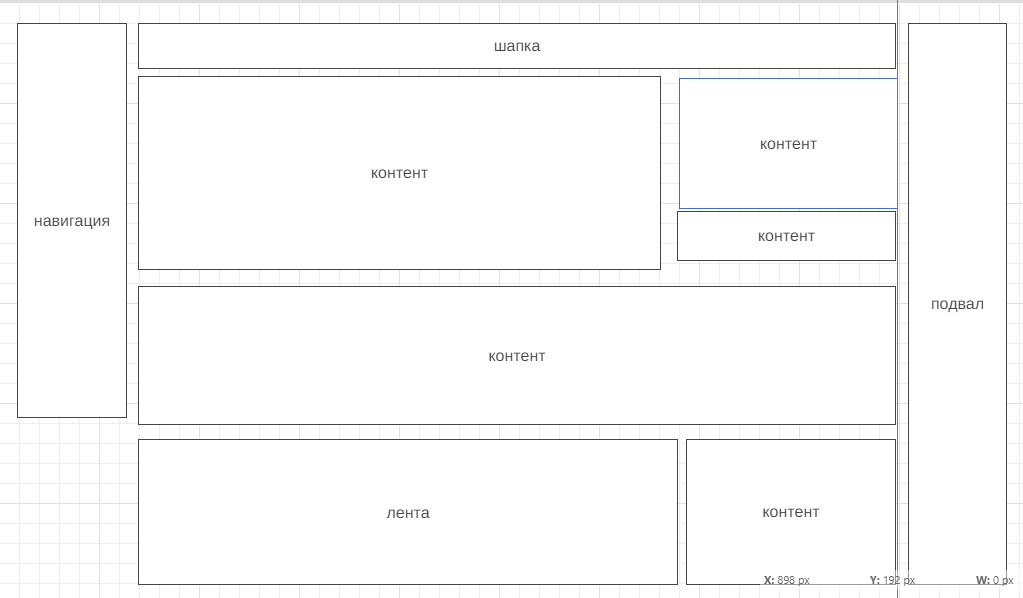 шапка
контент
контент
навигация
контент
подвал
контент
лента
контент
X: 898 px Y: 192 px W: 0 px